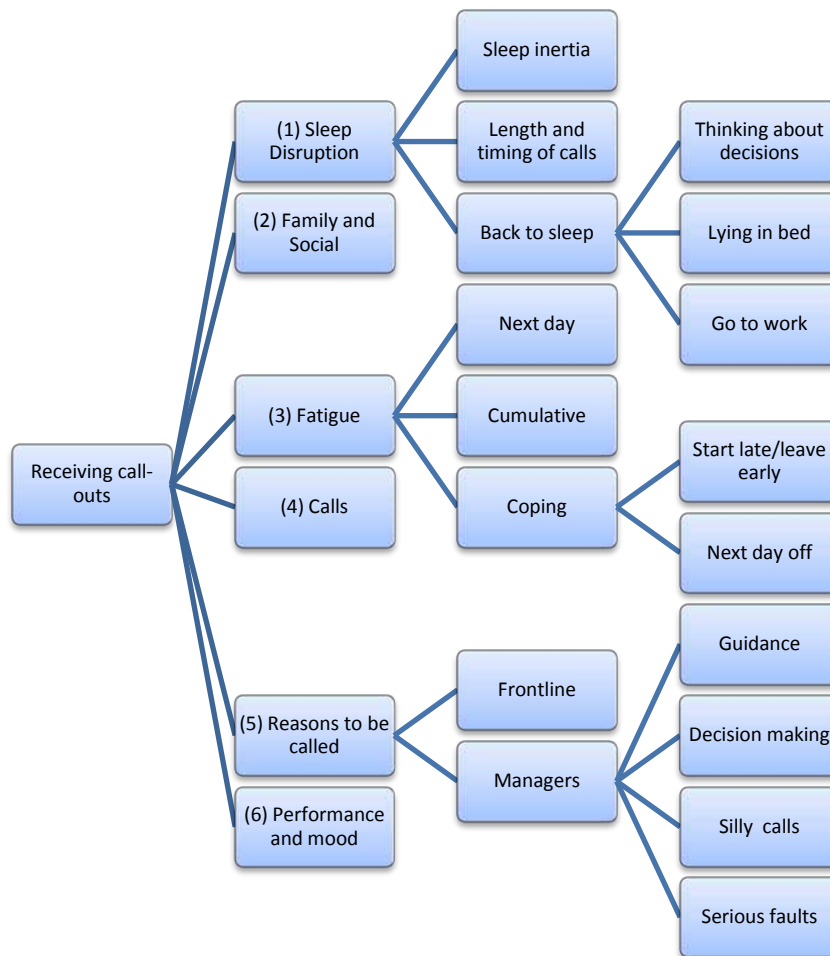 Receiving call-
outs
(1) Sleep
Disruption
Sleep inertia
Length and
timing of calls
Back to sleep
Thinking about
decisions
Lying in bed
Go to work
(2) Family and
Social
(3) Fatigue
Next day
Cumulative
Coping
Start late/leave
early
Next day off
(4) Calls
(5) Reasons to be
called
Frontline
Managers
Guidance
Decision making
Silly calls
Serious faults
(6) Performance
and mood